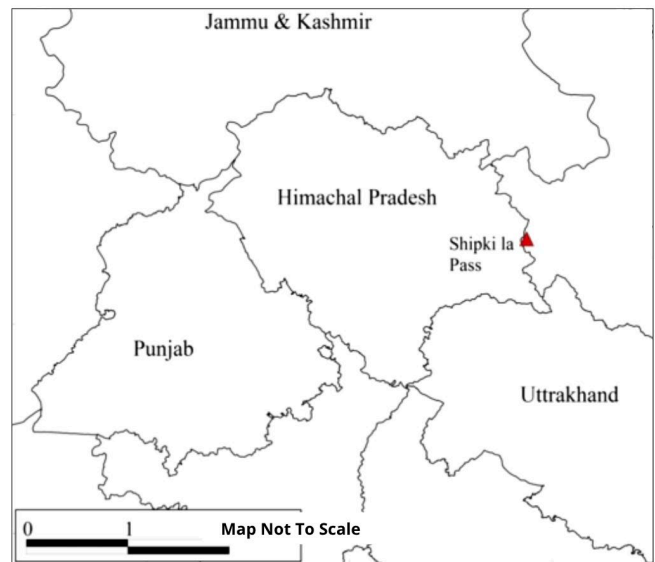 Jammu & Kashmir
Himachal Pradesh
Shipki la
Pass
Punjab
Uttrakhand
0 1 Map Not To Scale